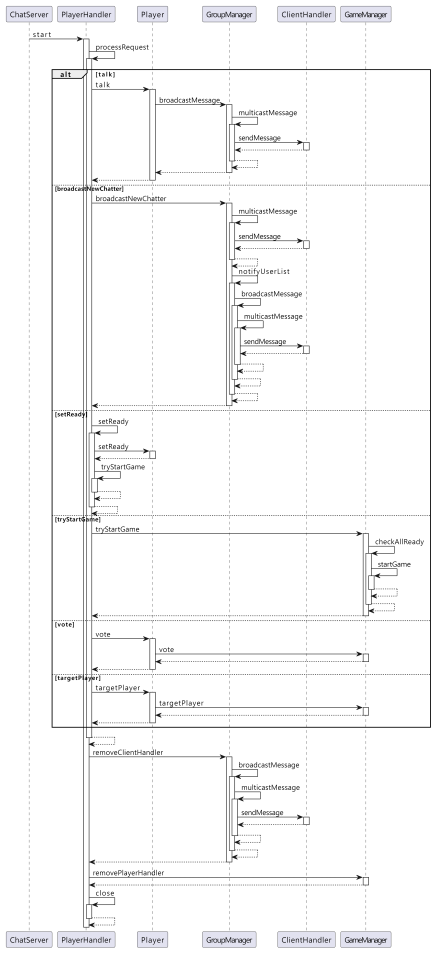 ChatServer PlayerHandler Player GroupManager ClientHandler GameManager
start
processRequest
alt [talk]
talk
broadcastMessage
multicastMessage
sendMessage
[broadcastNewChatter]
broadcastNewChatter
multicastMessage
sendMessage
notifyUserList
broadcastMessage
multicastMessage
sendMessage
[setReady]
setReady
setReady
tryStartGame
[tryStartGame]
tryStartGame
checkAllReady
startGame
[vote]
vote
vote
[targetPlayer]
targetPlayer
targetPlayer
removeClientHandler
broadcastMessage
multicastMessage
sendMessage
removePlayerHandler
close
ChatServer PlayerHandler Player GroupManager ClientHandler GameManager